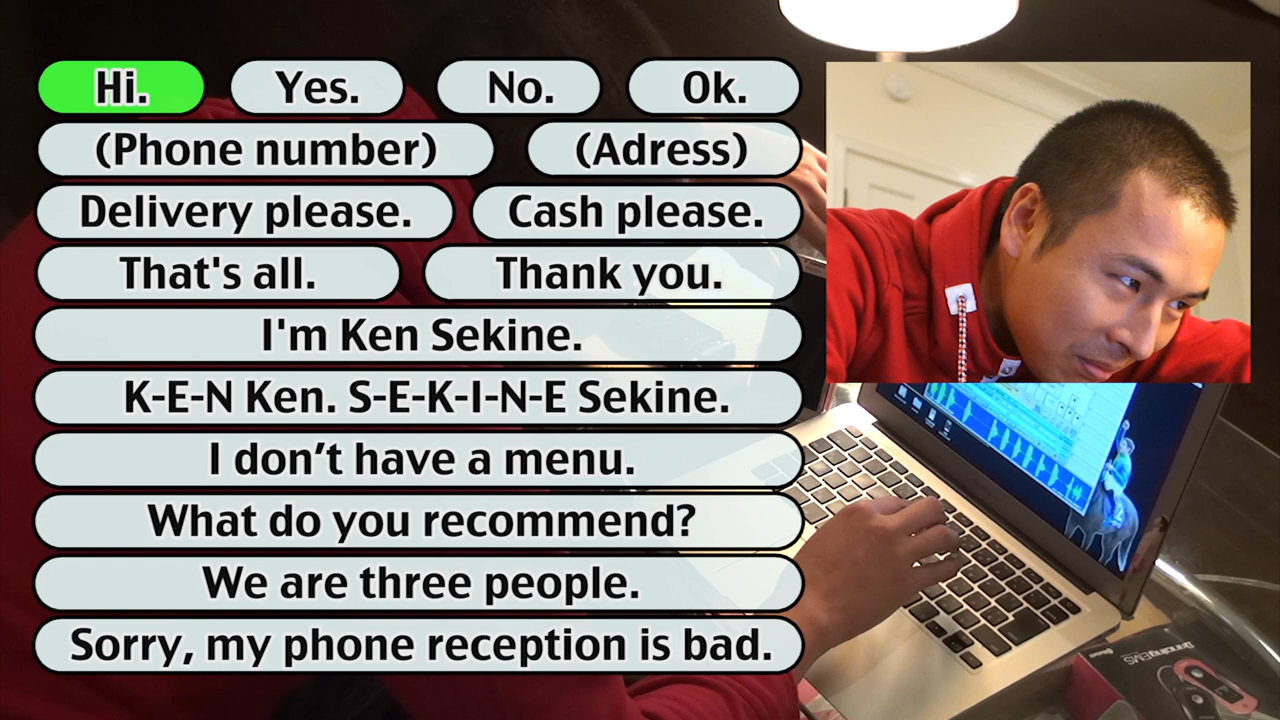 Hi. Yes. No. Ok.
(Phone number) (Adress)
Delivery please. Cash please.
That's all. Thank you.
I'm Ken Sekine.
K-E-N Ken. S-E-K-I-N-E Sekine.
I don’t have a menu.
What do you recommend?
We are three people.
Sorry, my phone reception is bad.